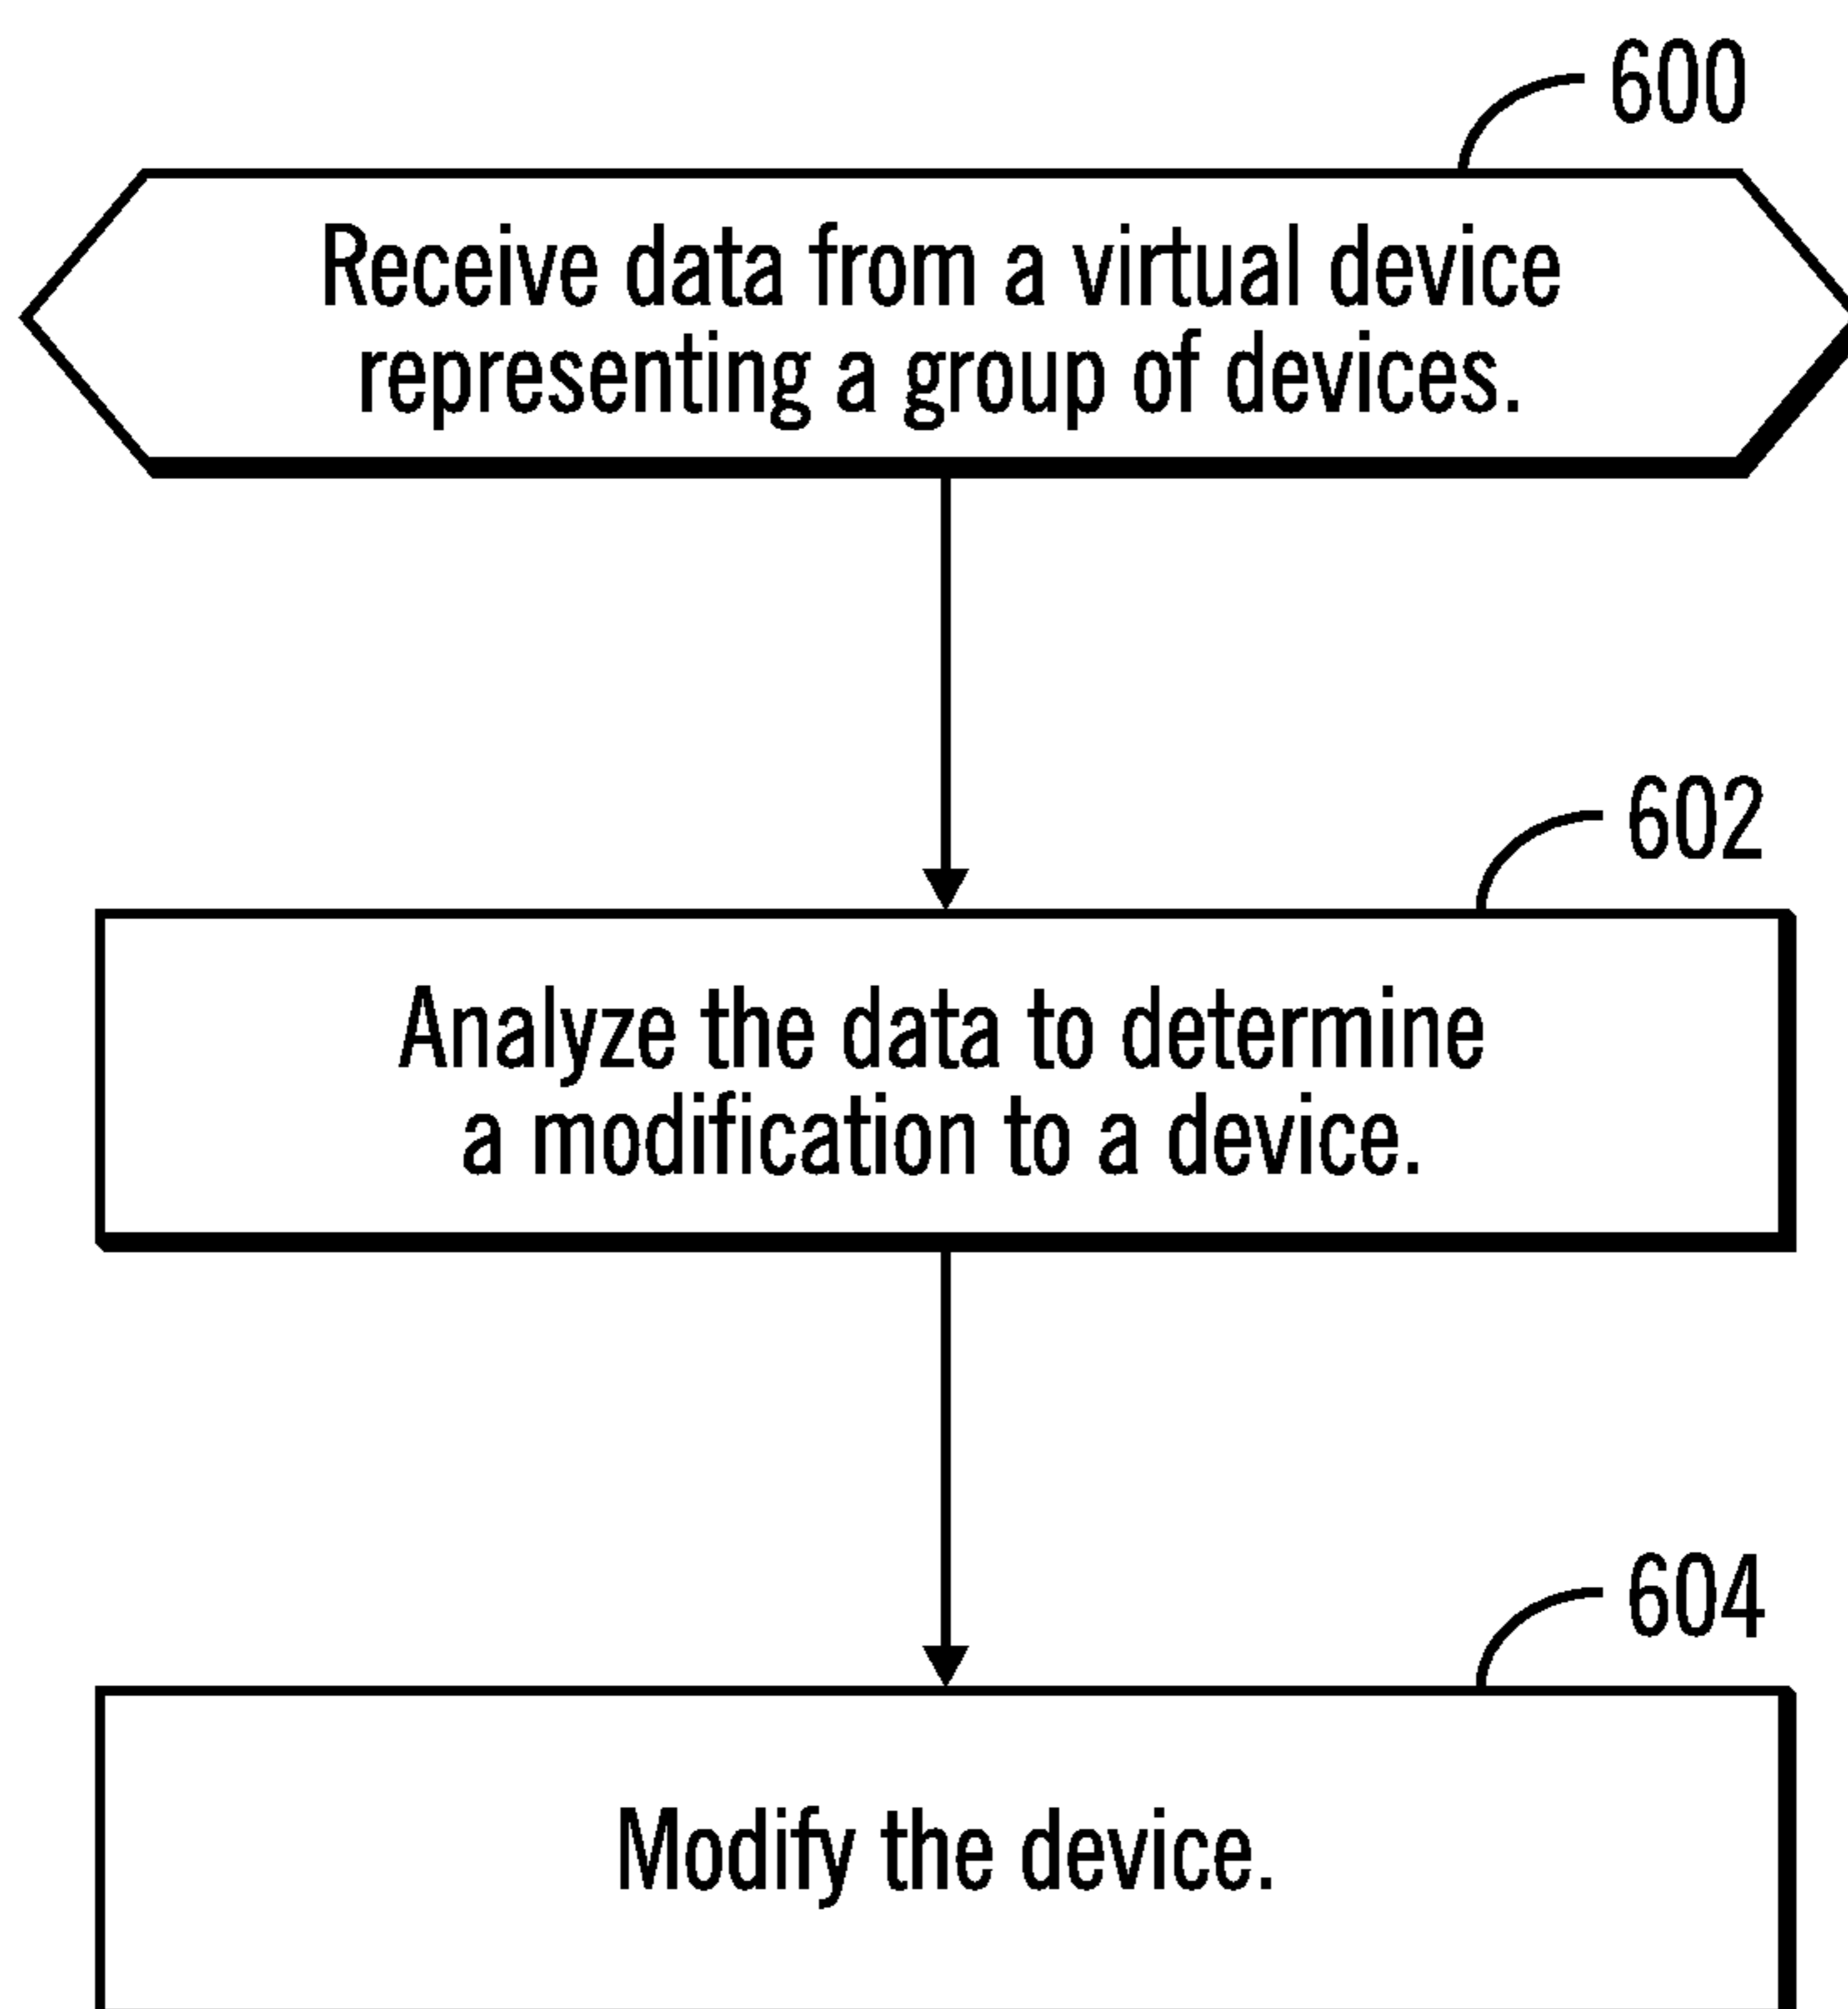 600
Receive data from a virtual device
representing a group of devices.
602
Analyze the data to determine
a modification to a device.
604
Modify the device.